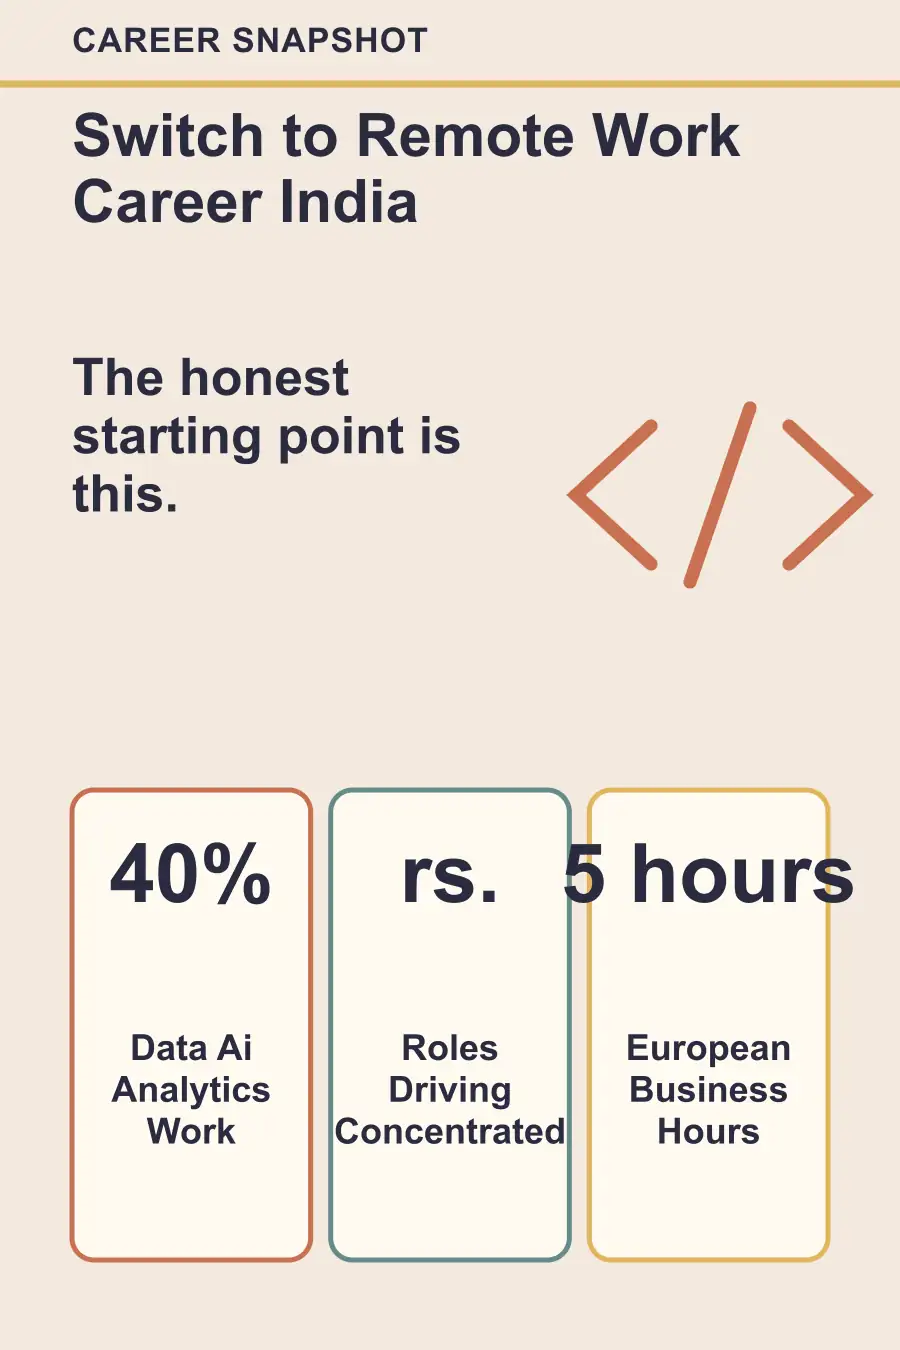 CAREER SNAPSHOT
Switch to Remote Work
Career India
The honest
starting point is
this.
</>
40%
Data Ai
Analytics
Work
rs.
Roles
Driving
Concentrated
5 hours
European
Business
Hours